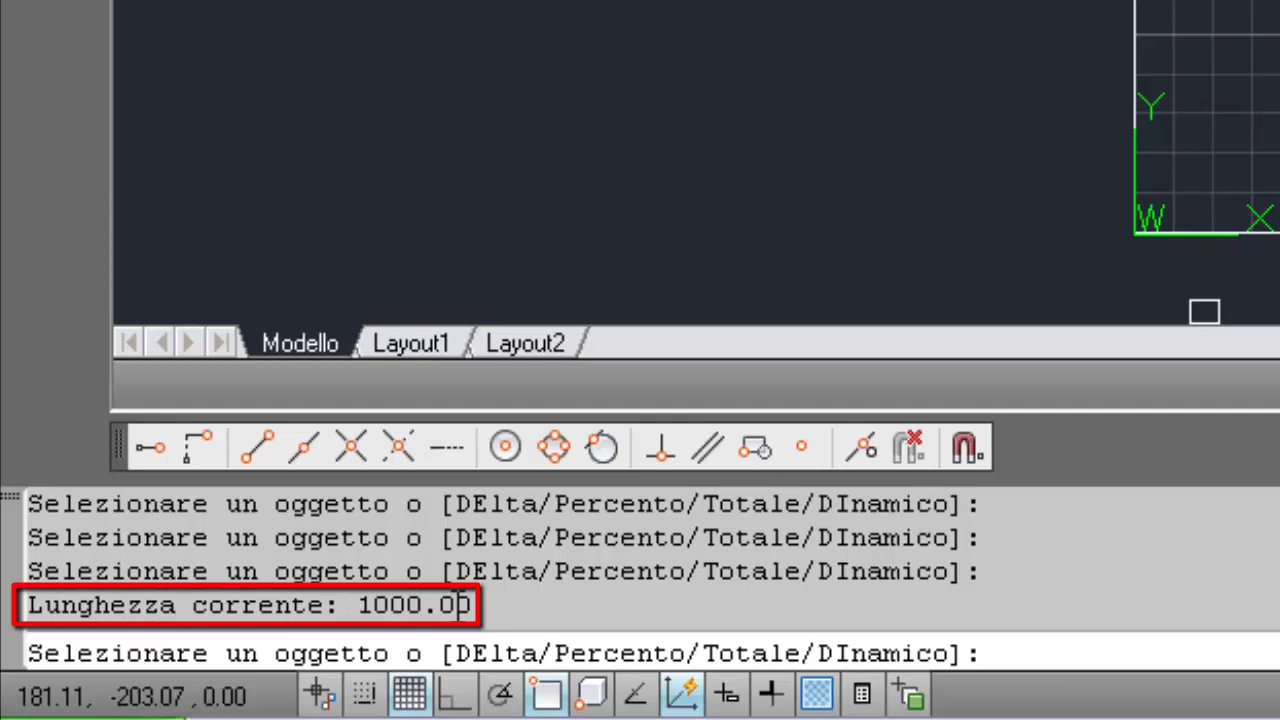 Y
W X
Modello Layout1 Layout2
Selezionare un oggetto o [DElta/Percento/Totale/DInamico]:
Selezionare un oggetto o [DElta/Percento/Totale/DInamico]:
Selezionare un oggetto o [DElta/Percento/Totale/DInamico]:
Lunghezza corrente: 1000.00
Selezionare un oggetto o [DElta/Percento/Totale/DInamico]:
181.11, -203.07 , 0.00